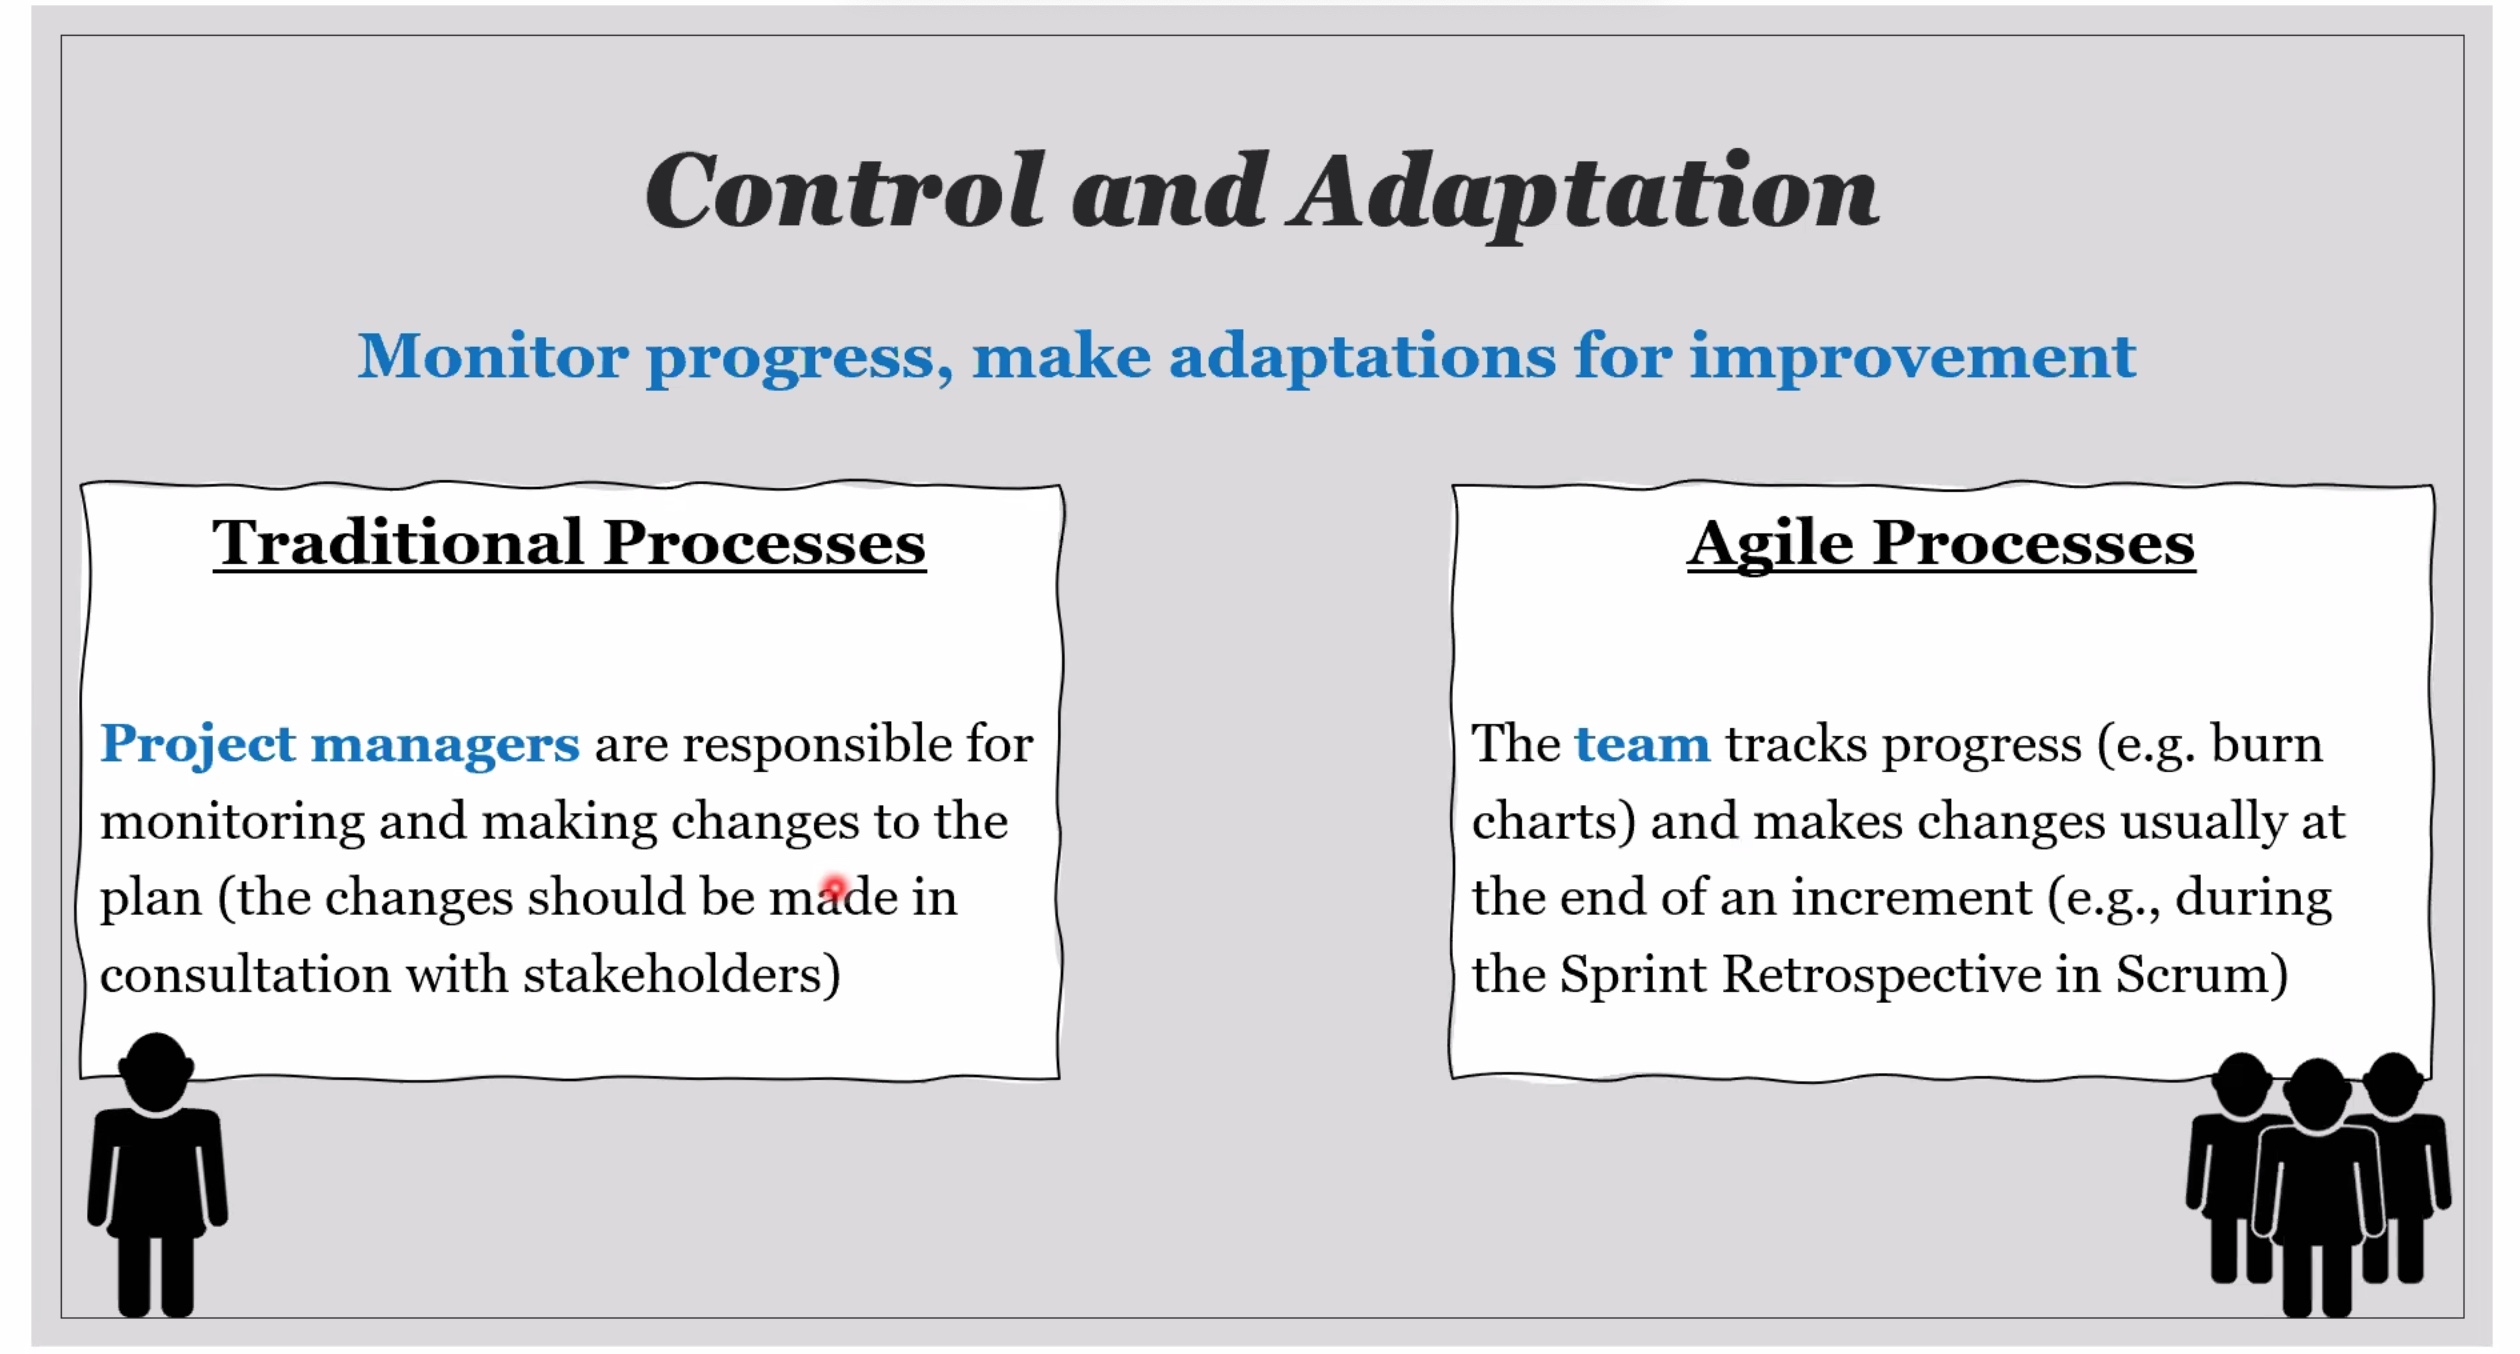 Control and Adaptation
Monitor progress, make adaptations for improvement
Traditional Processes
Project managers are responsible for
monitoring and making changes to the
plan (the changes should be made in
consultation with stakeholders)
Agile Processes
The team tracks progress (e.g. burn
charts) and makes changes usually at
the end of an increment (e.g., during
the Sprint Retrospective in Scrum)